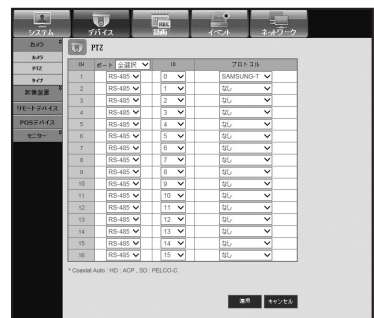 システム
デバイス
REC
録画
イベント
ネットワーク
カメラ
カメラ
PTZ
マイク
影像装置
リモートデバイス
POSデバイス
モニター
PTZ
CH ポート 全選択 ID プロトコル
1 RS-485 0 SAMSUNG-T
2 RS-485 1 なし
3 RS-485 2 なし
4 RS-485 3 なし
5 RS-485 4 なし
6 RS-485 5 なし
7 RS-485 6 なし
8 RS-485 7 なし
9 RS-485 8 なし
10 RS-485 9 なし
11 RS-485 10 なし
12 RS-485 11 なし
13 RS-485 12 なし
14 RS-485 13 なし
15 RS-485 14 なし
16 RS-485 15 なし
* Coaxial Auto : HD : ACP , SD : PELCO-C
適用 キャンセル